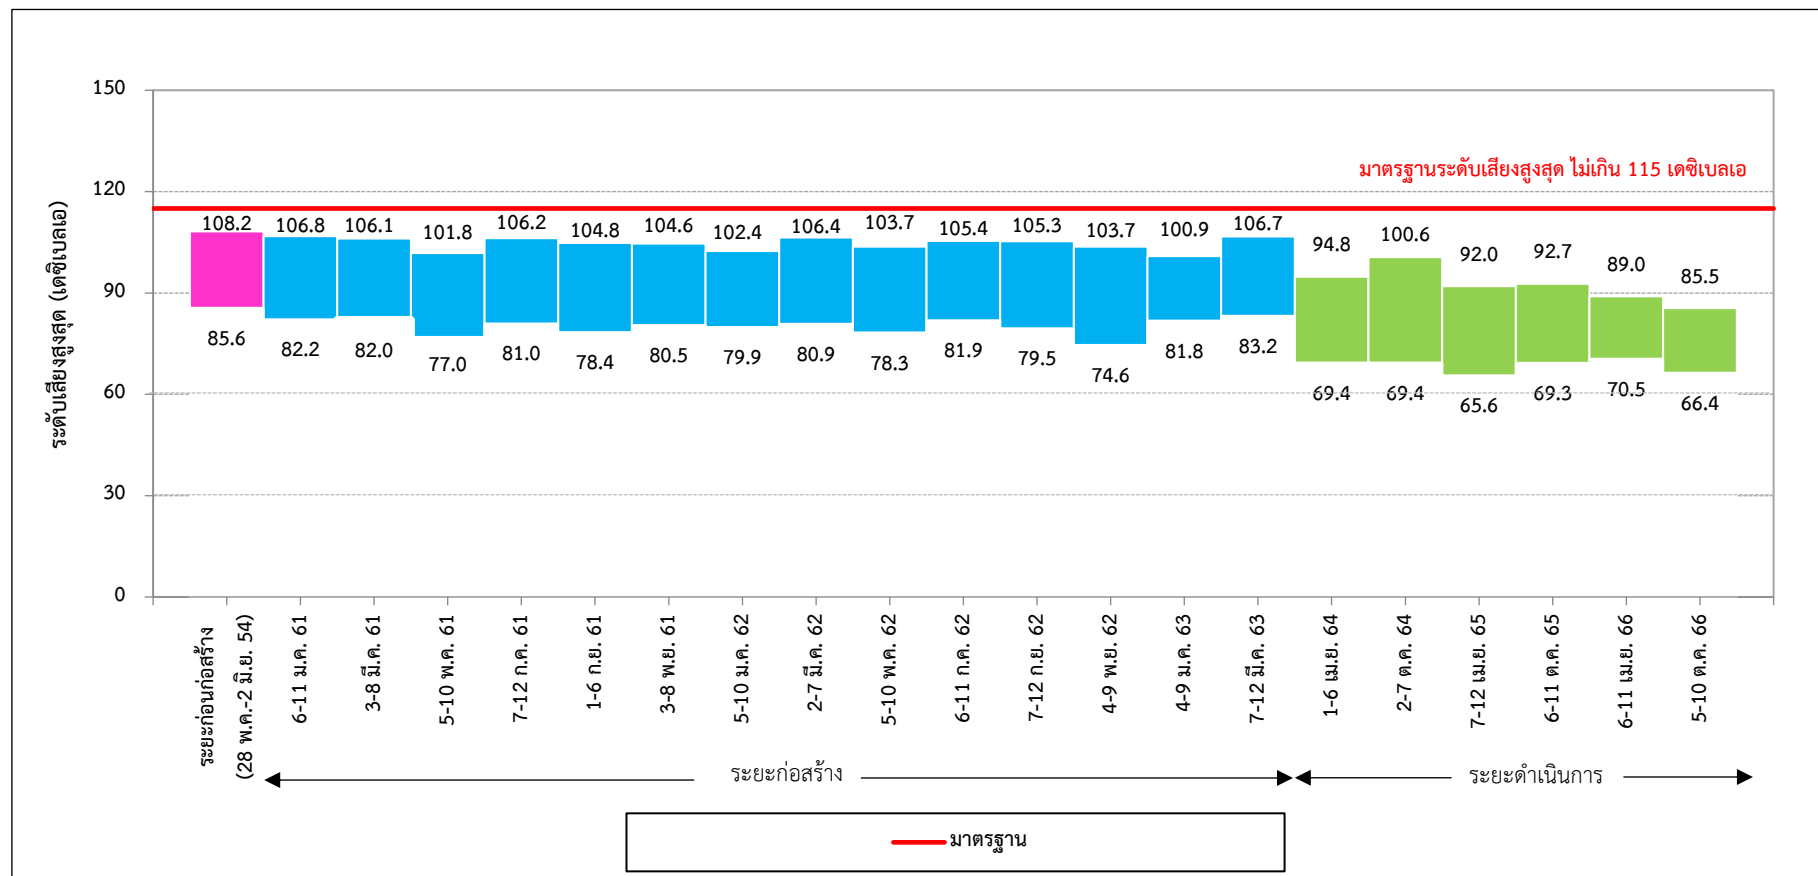 150
120
90
60
30
0
ระดับเสียงสูงสุด (เดซิเบลเอ)
มาตรฐานระดับเสียงสูงสุด ไม่เกิน 115 เดซิเบลเอ
108.2 106.8 106.1 101.8 106.2 104.8 104.6 102.4 106.4 103.7 105.4 105.3 103.7 100.9 106.7 94.8 100.6 92.0 92.7 89.0 85.5
85.6 82.2 82.0 77.0 81.0 78.4 80.5 79.9 80.9 78.3 81.9 79.5 74.6 81.8 83.2 69.4 69.4 65.6 69.3 70.5 66.4
ระยะก่อนก่อสร้าง
(28 พ.ค.-2 มิ.ย. 54)
6-11 ม.ค. 61
3-8 มี.ค. 61
5-10 พ.ค. 61
7-12 ก.ค. 61
1-6 ก.ย. 61
3-8 พ.ย. 61
5-10 ม.ค. 62
2-7 มี.ค. 62
5-10 พ.ค. 62
6-11 ก.ค. 62
7-12 ก.ย. 62
4-9 พ.ย. 62
4-9 ม.ค. 63
7-12 มี.ค. 63
1-6 เม.ย. 64
2-7 ต.ค. 64
7-12 เม.ย. 65
6-11 ต.ค. 65
6-11 เม.ย. 66
5-10 ต.ค. 66
ระยะก่อสร้าง
ระยะดำเนินการ
มาตรฐาน